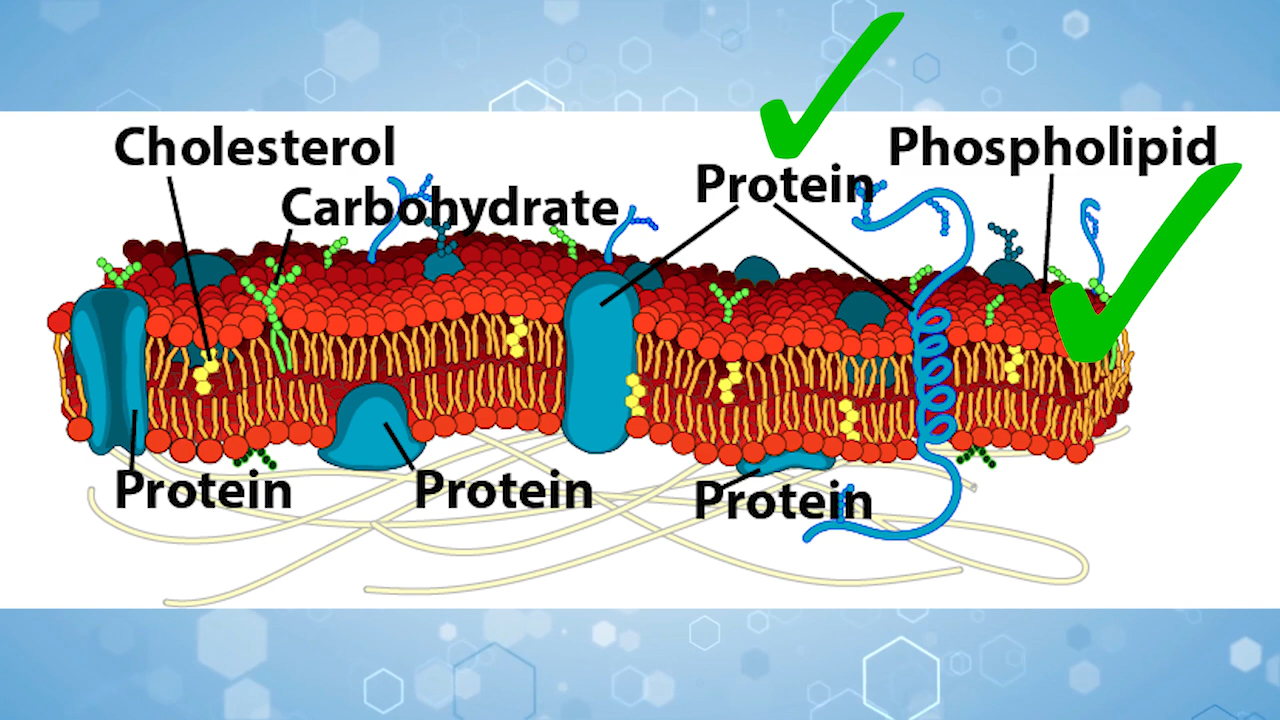 Cholesterol
Carbohydrate
Protein
Phospholipid
Protein
Protein
Protein